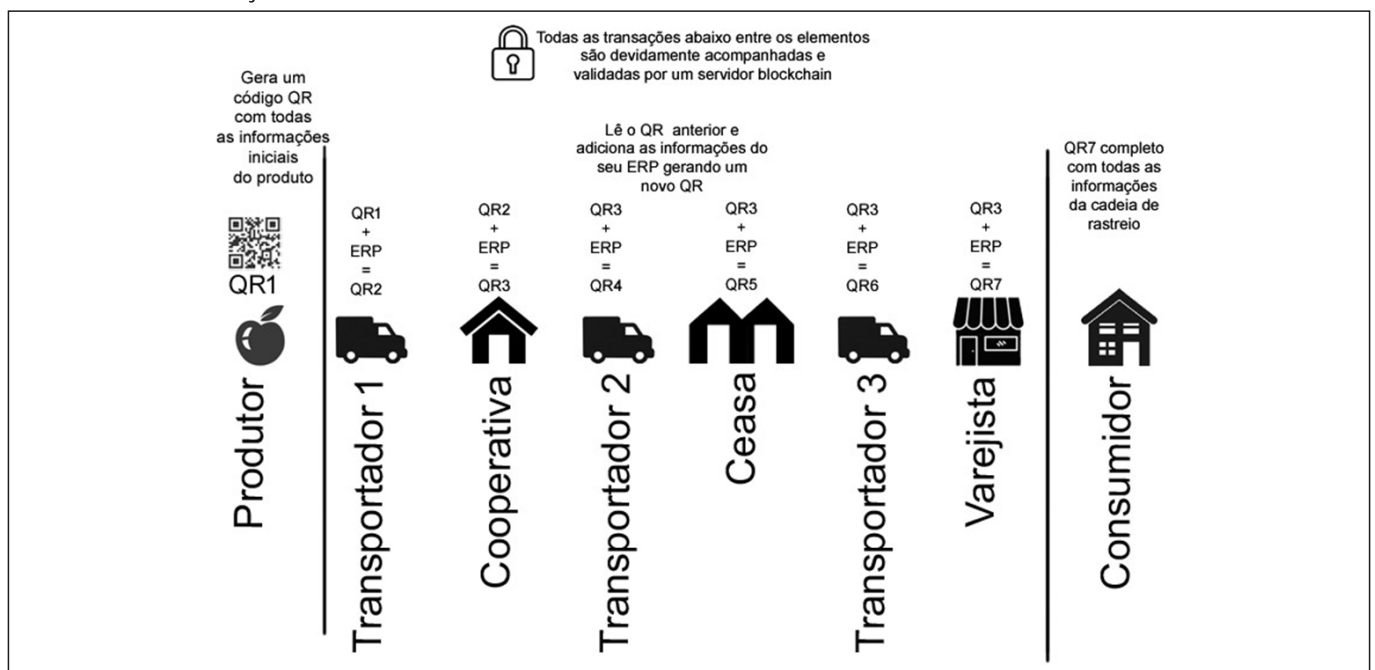 Todas as transações abaixo entre os elementos
são devidamente acompanhadas e
validadas por um servidor blockchain
Gera um
código QR
com todas
as informações
iniciais
do produto
Lê o QR anterior e
adiciona as informações do
seu ERP gerando um
novo QR
QR7 completo
com todas as
informações
da cadeia de
rastreio
QR1
QR1
+
ERP
=
QR2
QR2
+
ERP
=
QR3
QR3
+
ERP
=
QR4
QR3
+
ERP
=
QR5
QR3
+
ERP
=
QR6
QR3
+
ERP
=
QR7
Produtor
Transportador 1
Cooperativa
Transportador 2
Ceasa
Transportador 3
Varejista
Consumidor